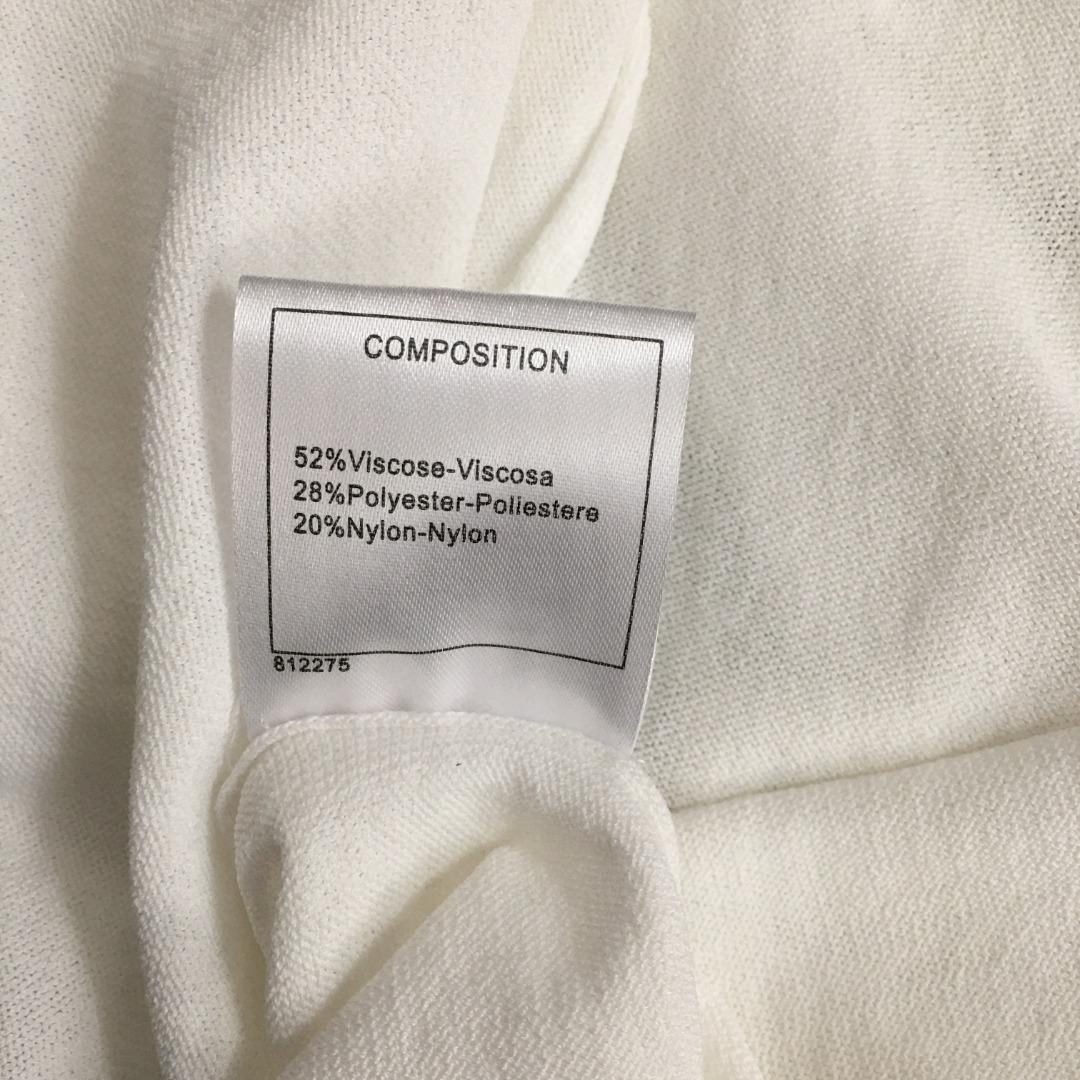 COMPOSITION
52%Viscose-Viscosa
28%Polyester-Poliestere
20%Nylon-Nylon
812275